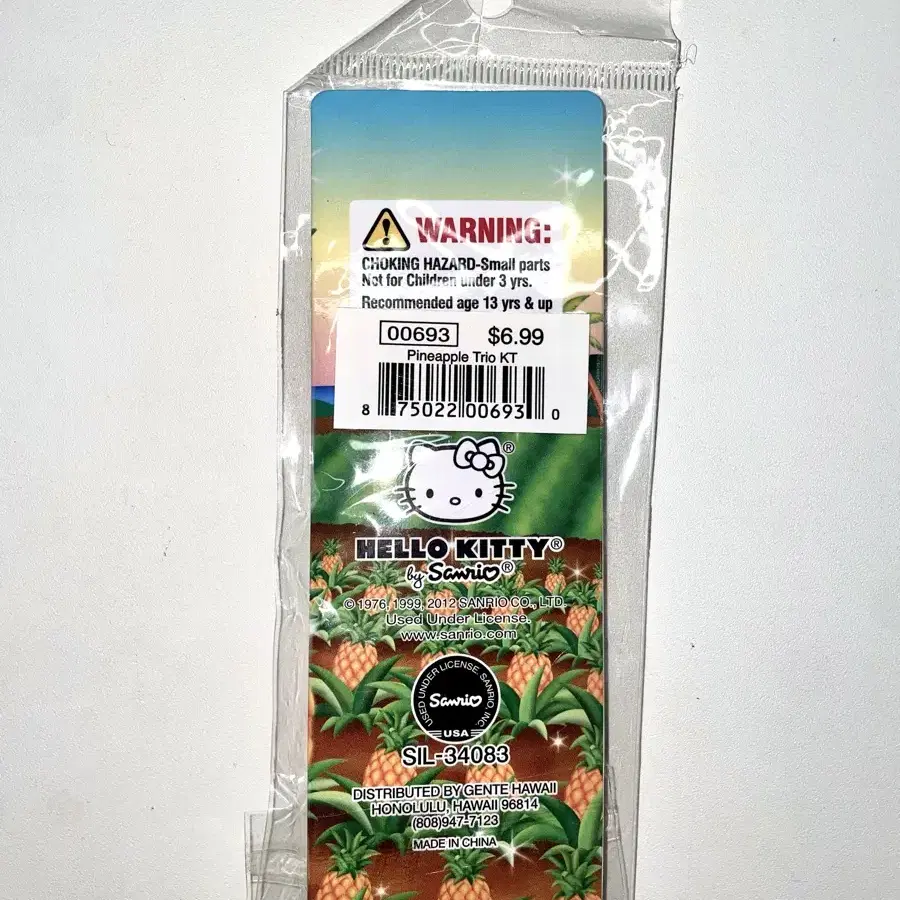 WARNING:
CHOKING HAZARD-Small parts
Not for Children under 3 yrs.
Recommended age 13 yrs & up
00693 $6.99
Pineapple Trio KT
8 75022 00693 0
®
HELLO KITTY®
by Sanrio®
© 1976, 1999, 2012 SANRIO CO., LTD.
Used Under License.
www.sanrio.com
USED UNDER LICENSE. SANRIO, INC.
Sanrio
USA
SIL-34083
DISTRIBUTED BY GENTE HAWAII
HONOLULU, HAWAII 96814
(808)947-7123
MADE IN CHINA